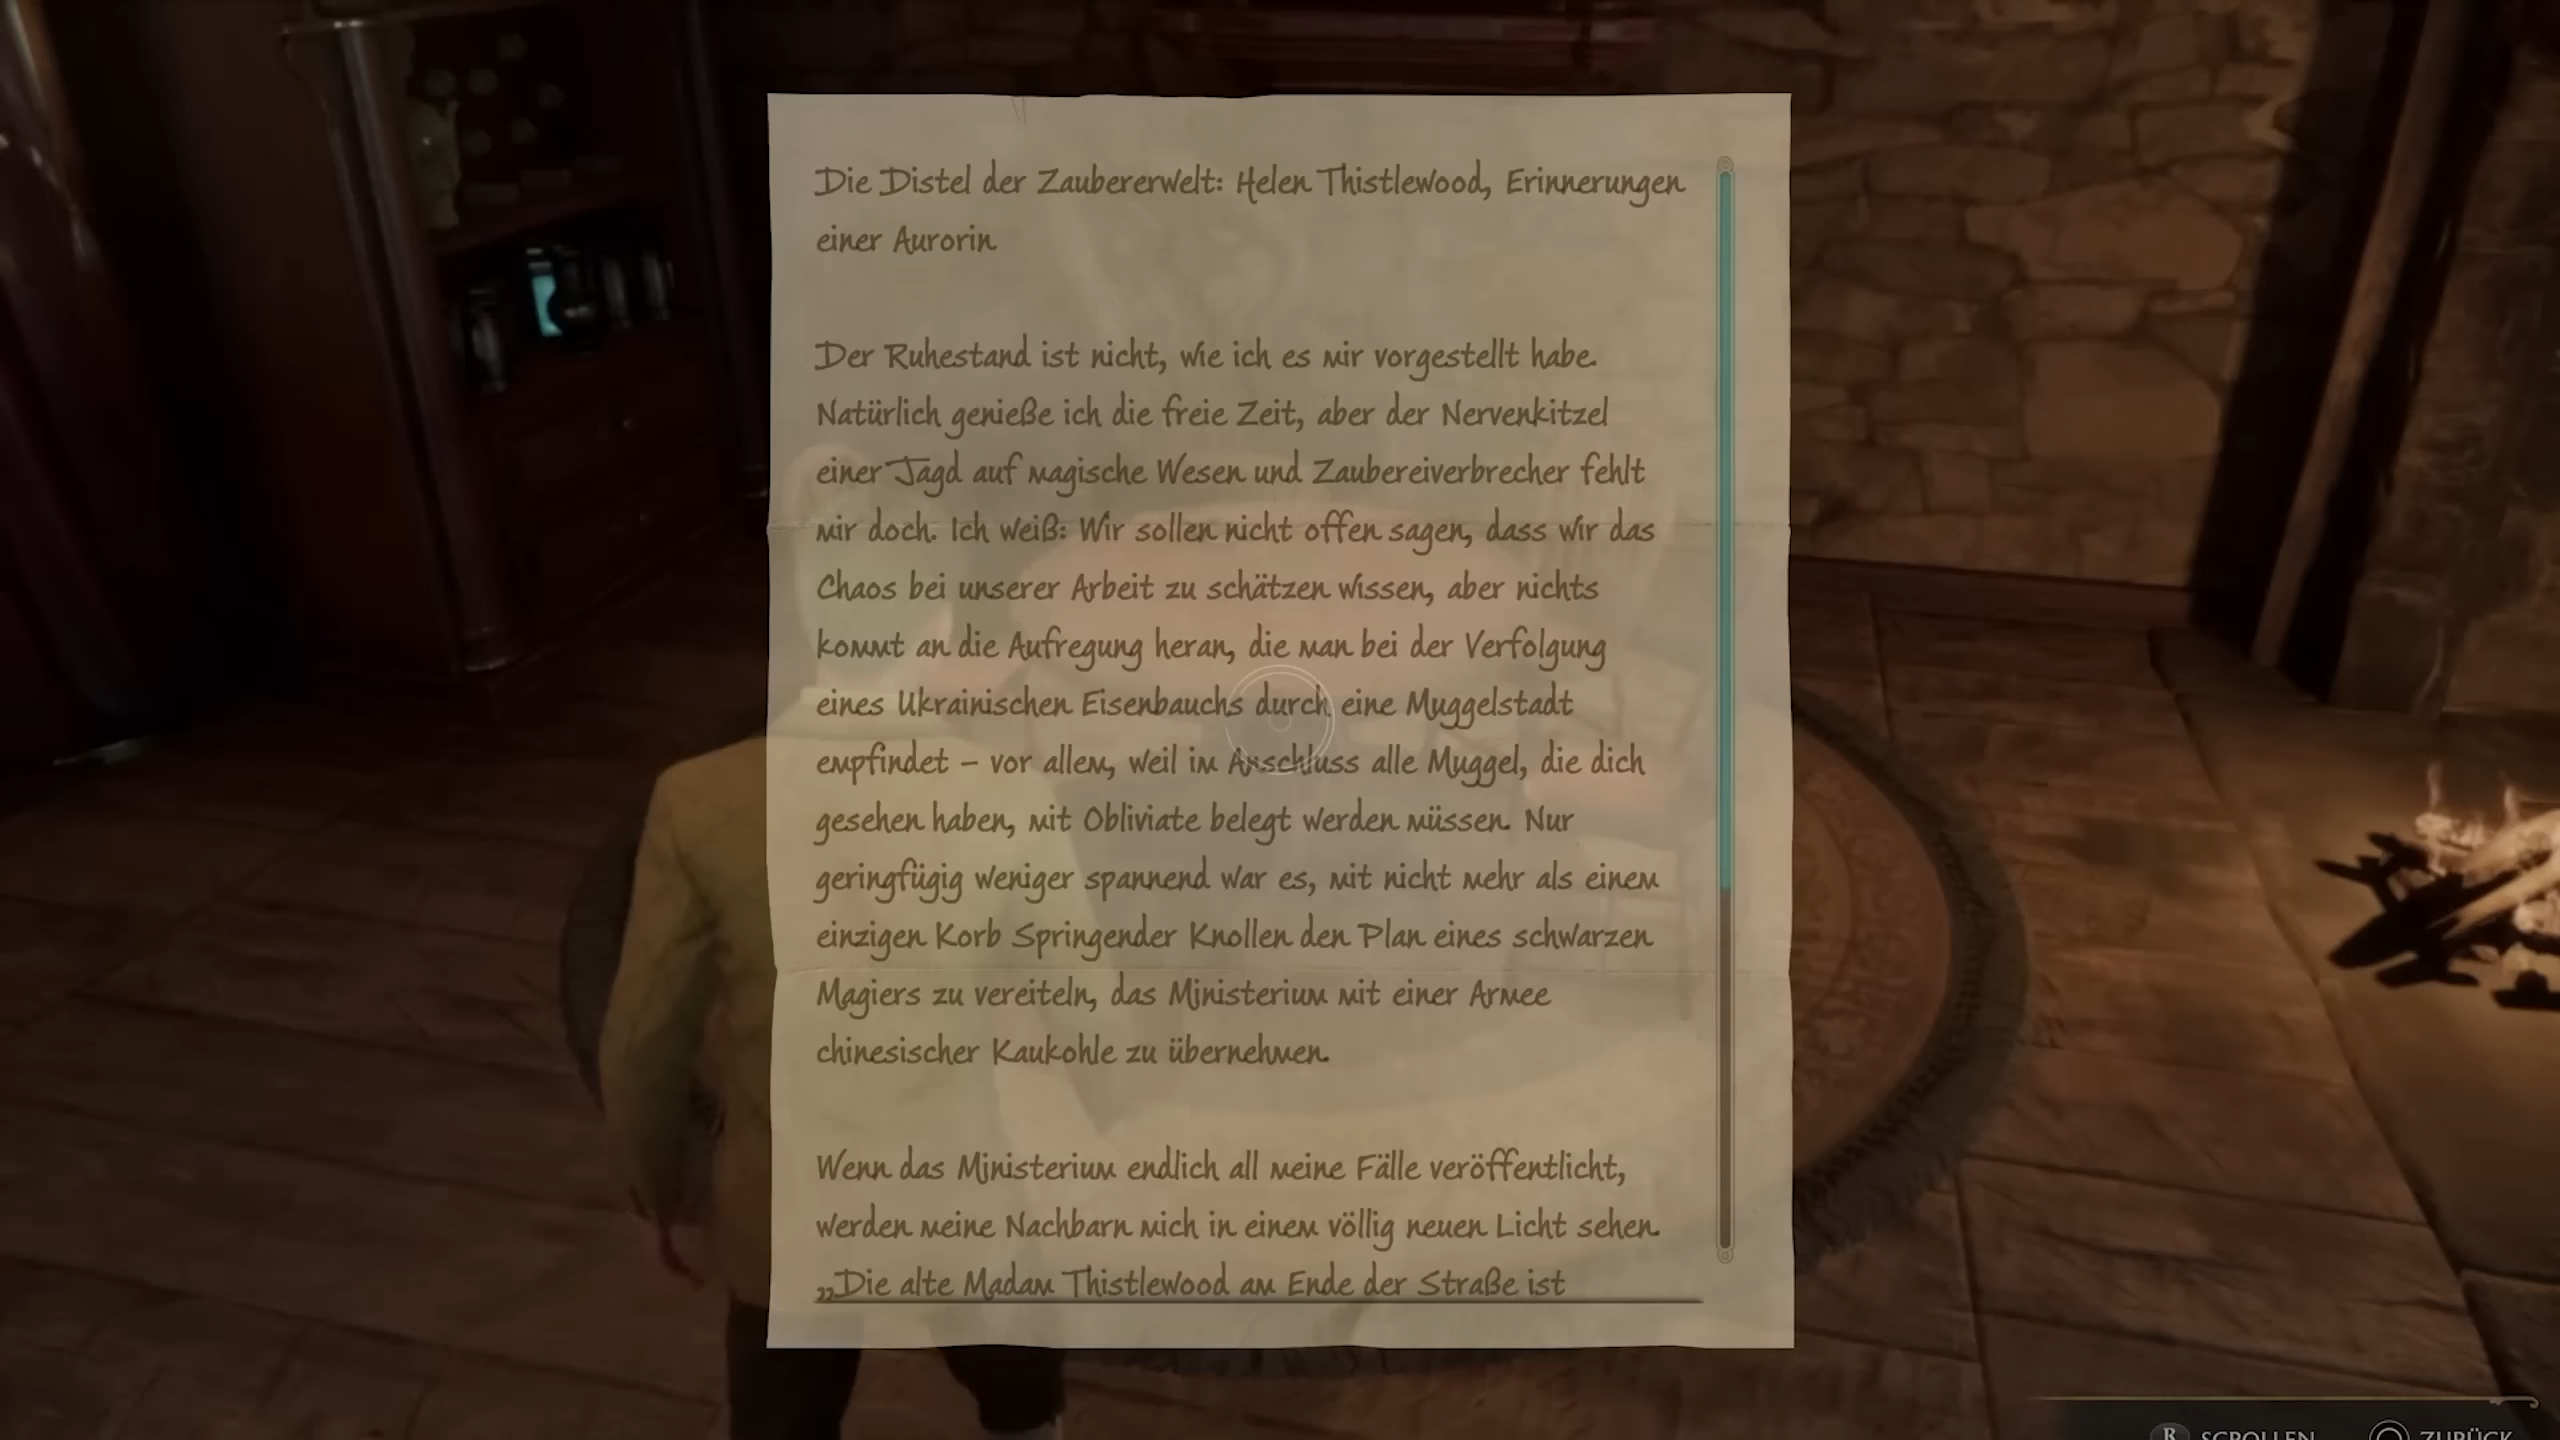 Die Distel der Zaubererwelt: Helen Thistlewood, Erinnerungen
einer Aurorin
Der Ruhestand ist nicht, wie ich es mir vorgestellt habe.
Natürlich genieße ich die freie Zeit, aber der Nervenkitzel
einer Jagd auf magische Wesen und Zaubereiverbrecher fehlt
mir doch. Ich weiß: Wir sollen nicht offen sagen, dass wir das
Chaos bei unserer Arbeit zu schätzen wissen, aber nichts
kommt an die Aufregung heran, die man bei der Verfolgung
eines Ukrainischen Eisenbauchs durch eine Muggelstadt
empfindet – vor allem, weil im Anschluss alle Muggel, die dich
gesehen haben, mit Obliviate belegt werden müssen. Nur
geringfügig weniger spannend war es, mit nicht mehr als einem
einzigen Korb Springender Knollen den Plan eines schwarzen
Magiers zu vereiteln, das Ministerium mit einer Armee
chinesischer Kaukohle zu übernehmen.
Wenn das Ministerium endlich all meine Fälle veröffentlicht,
werden meine Nachbarn mich in einem völlig neuen Licht sehen.
„Die alte Madam Thistlewood am Ende der Straße ist
R SCROLLEN ZURÜCK